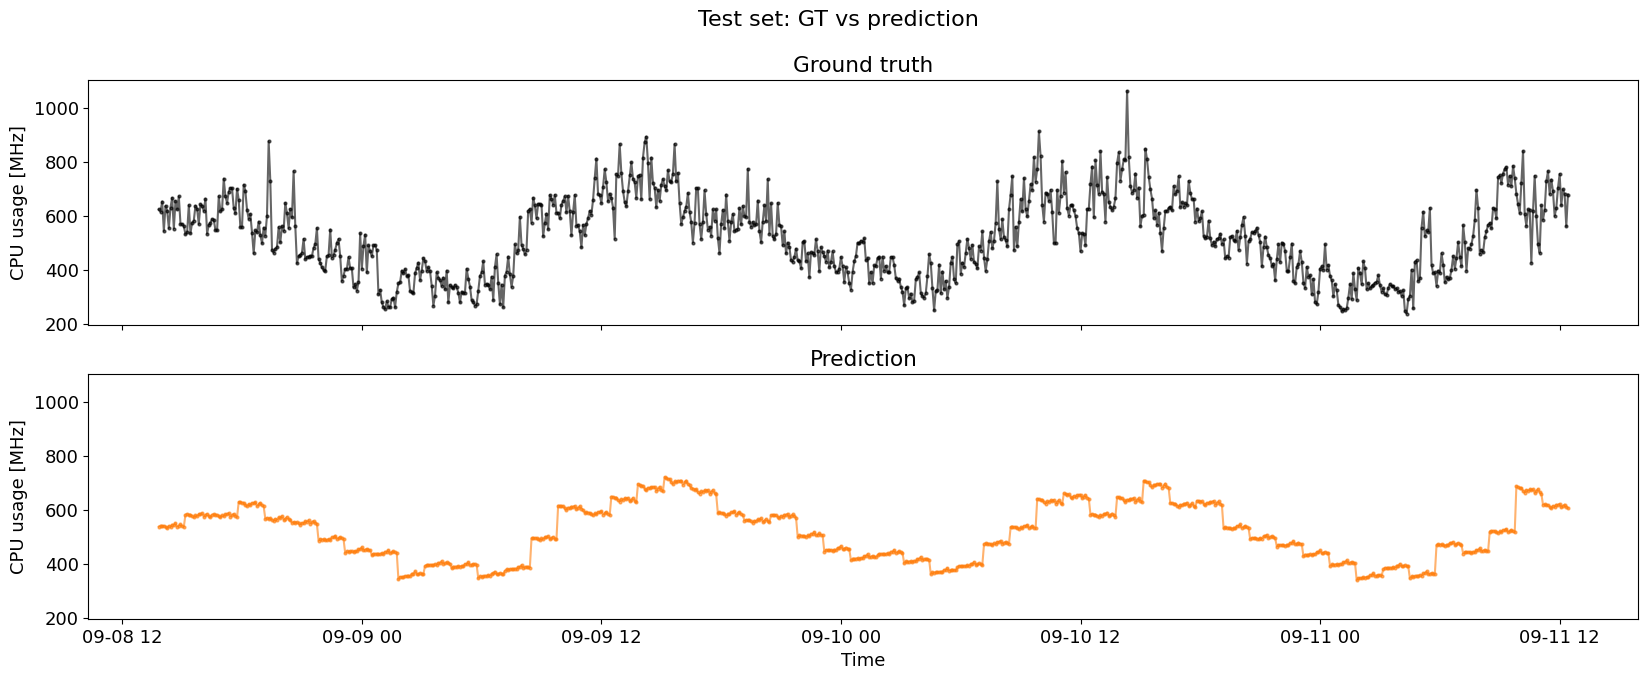 Test set: GT vs prediction
Ground truth
CPU usage [MHz]
1000
800
600
400
200
Prediction
CPU usage [MHz]
1000
800
600
400
200
09-08 12 09-09 00 09-09 12 09-10 00 09-10 12 09-11 00 09-11 12
Time